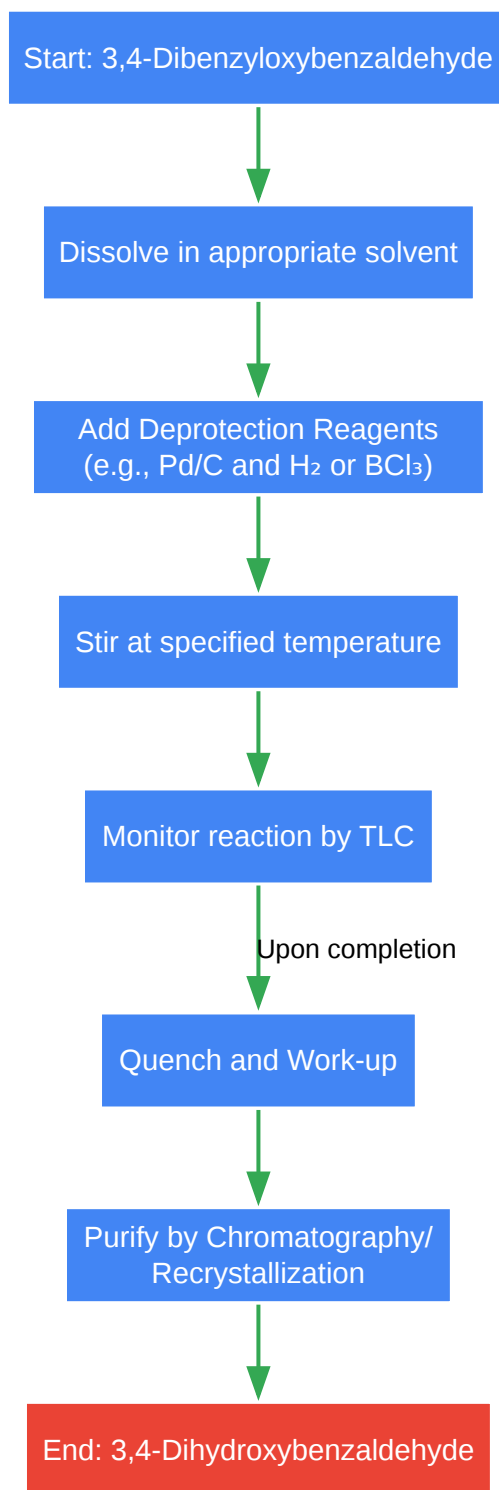 Start: 3,4-Dibenzyloxybenzaldehyde
Dissolve in appropriate solvent
Add Deprotection Reagents
(e.g., Pd/C and H₂ or BCl₃)
Stir at specified temperature
Monitor reaction by TLC
Upon completion
Quench and Work-up
Purify by Chromatography/
Recrystallization
End: 3,4-Dihydroxybenzaldehyde